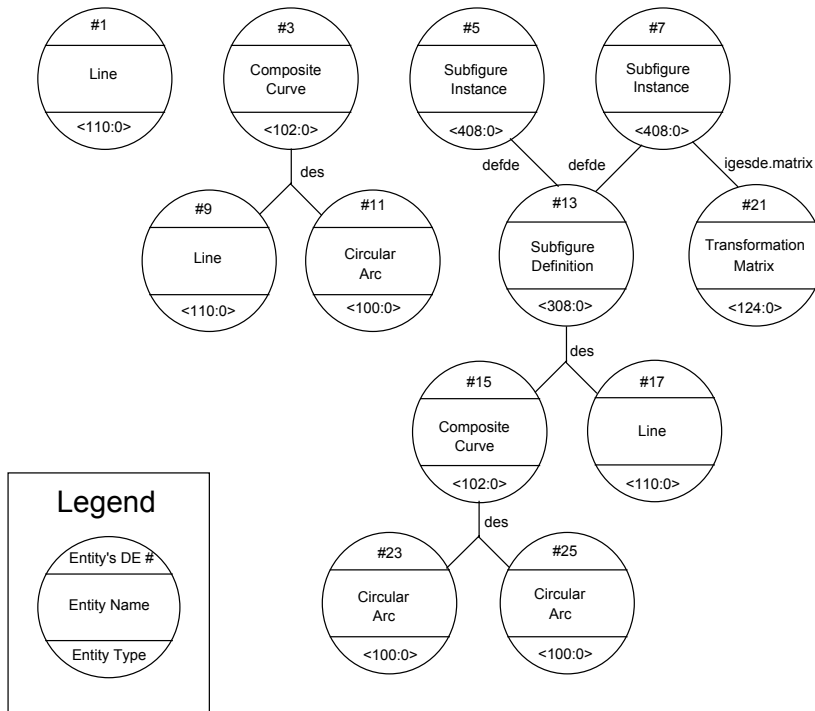 #1
Line
<110:0>
#3
Composite
Curve
<102:0>
#5
Subfigure
Instance
<408:0>
#7
Subfigure
Instance
<408:0>
des
defde
defde
igesde.matrix
#9
Line
<110:0>
#11
Circular
Arc
<100:0>
#13
Subfigure
Definition
<308:0>
#21
Transformation
Matrix
<124:0>
des
#15
Composite
Curve
<102:0>
#17
Line
<110:0>
des
#23
Circular
Arc
<100:0>
#25
Circular
Arc
<100:0>
Legend
Entity's DE #
Entity Name
Entity Type